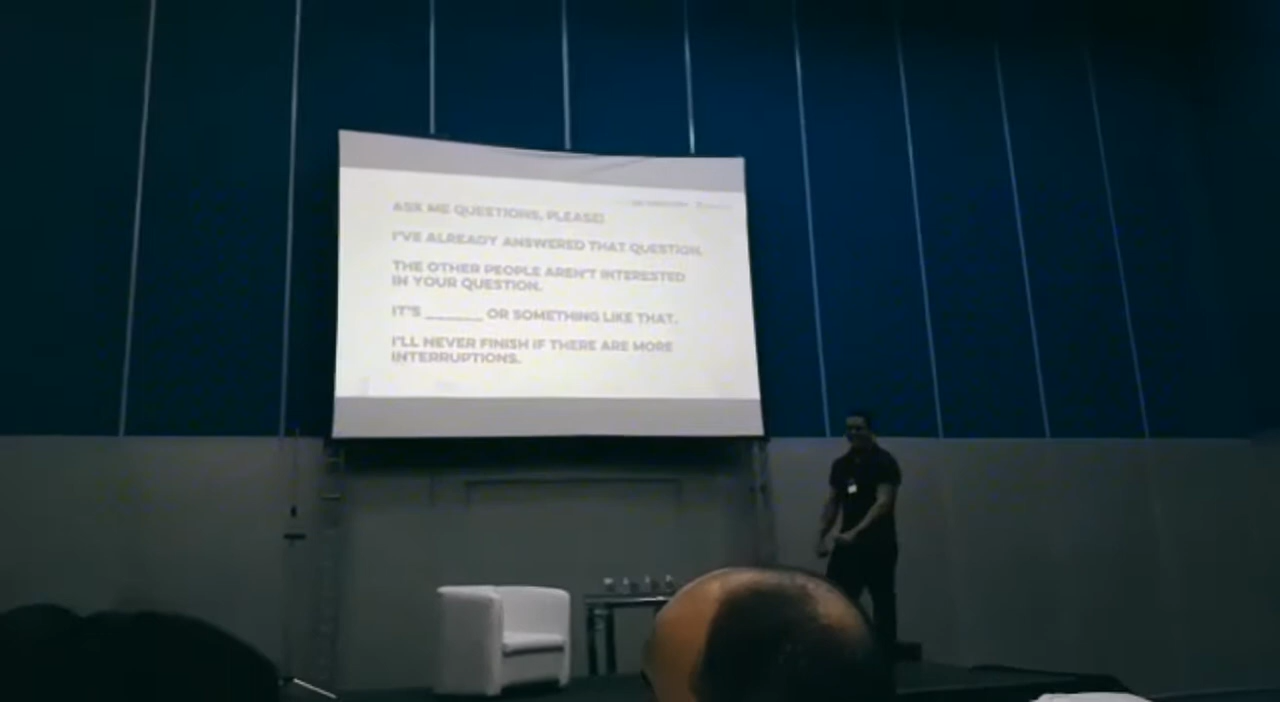 ASK ME QUESTIONS, PLEASE!
I'VE ALREADY ANSWERED THAT QUESTION.
THE OTHER PEOPLE AREN'T INTERESTED
IN YOUR QUESTION.
IT'S ______ OR SOMETHING LIKE THAT.
I'LL NEVER FINISH IF THERE ARE MORE
INTERRUPTIONS.